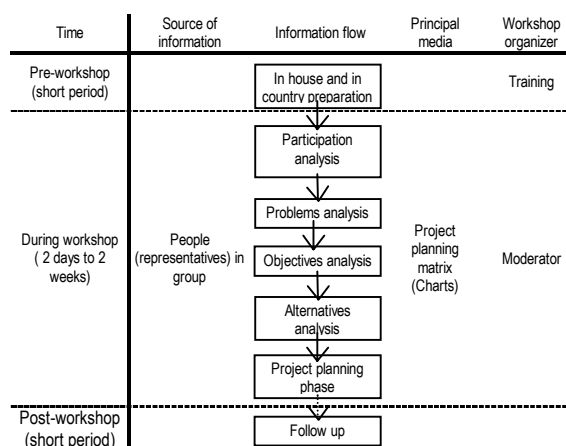 Time
Source of
information
Information flow
Principal
media
Workshop
organizer
Pre-workshop
(short period)
In house and in
country preparation
Training
During workshop
( 2 days to 2
weeks)
People
(representatives) in
group
Participation
analysis
Problems analysis
Objectives analysis
Alternatives
analysis
Project planning
phase
Project
planning
matrix
(Charts)
Moderator
Post-workshop
(short period)
Follow up